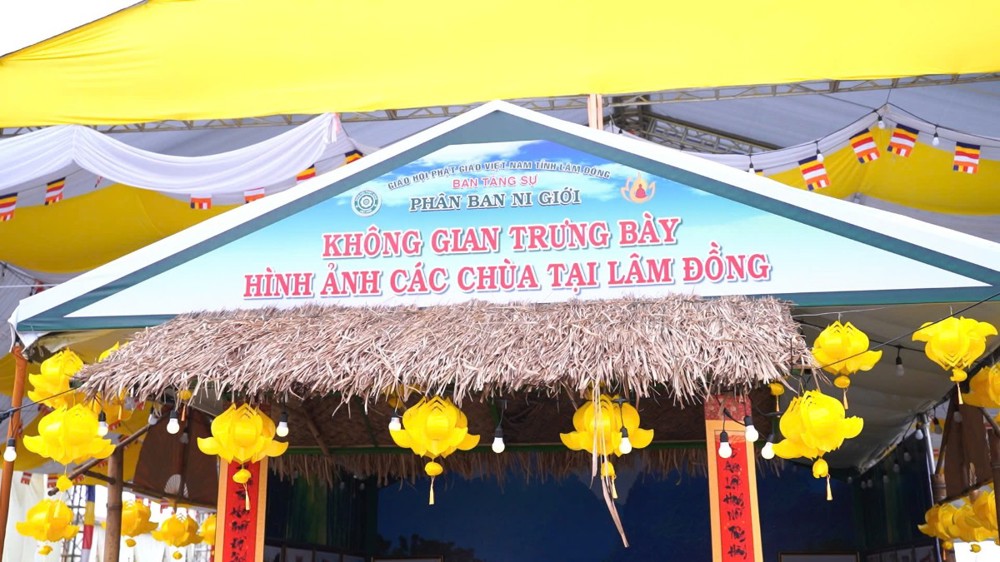 GIÁO HỘI PHẬT GIÁO VIỆT NAM TỈNH LÂM ĐỒNG
BAN TĂNG SỰ
PHÂN BAN NI GIỚI
KHÔNG GIAN TRƯNG BÀY
HÌNH ẢNH CÁC CHÙA TẠI LÂM ĐỒNG